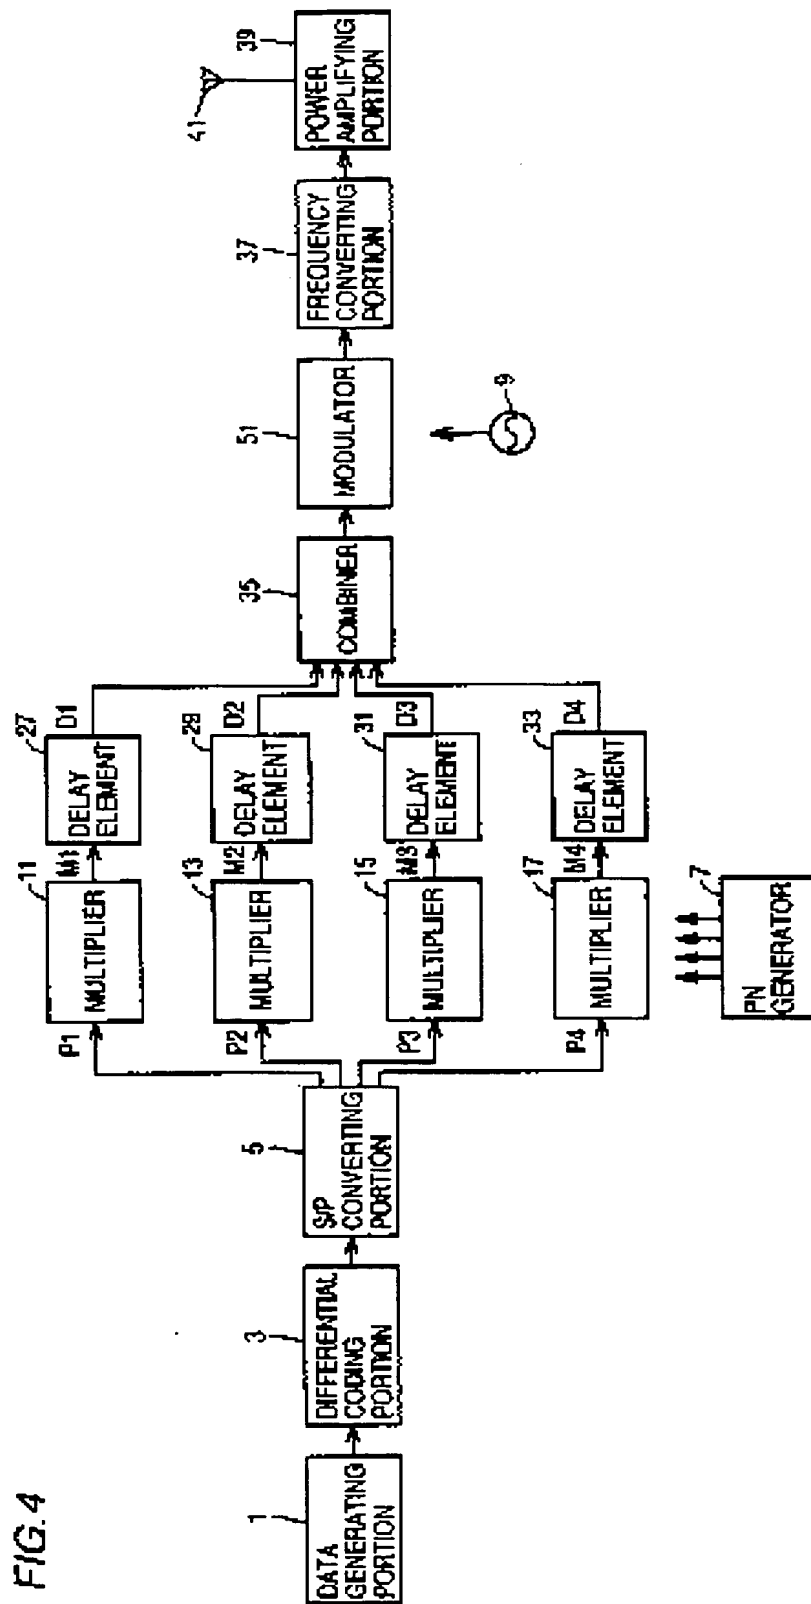 FIG.4
1
DATA
GENERATING
PORTION
3
DIFFERENTIAL
CODING
PORTION
5
S/P
CONVERTING
PORTION
P1
P2
P3
P4
11
MULTIPLIER
13
MULTIPLIER
15
MULTIPLIER
17
MULTIPLIER
7
PN
GENERATOR
M1
M2
M3
M4
27
DELAY
ELEMENT
29
DELAY
ELEMENT
31
DELAY
ELEMENT
33
DELAY
ELEMENT
D1
D2
D3
D4
35
COMBINER
51
MODULATOR
9
37
FREQUENCY
CONVERTING
PORTION
39
POWER
AMPLIFYING
PORTION
41